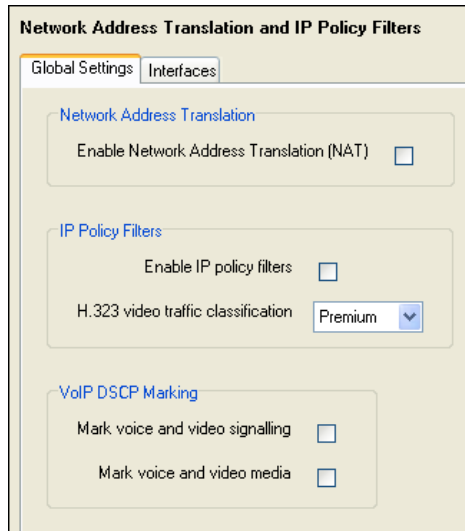 Network Address Translation and IP Policy Filters
Global Settings Interfaces
Network Address Translation
Enable Network Address Translation (NAT)
IP Policy Filters
Enable IP policy filters
H.323 video traffic classification Premium
VoIP DSCP Marking
Mark voice and video signalling
Mark voice and video media